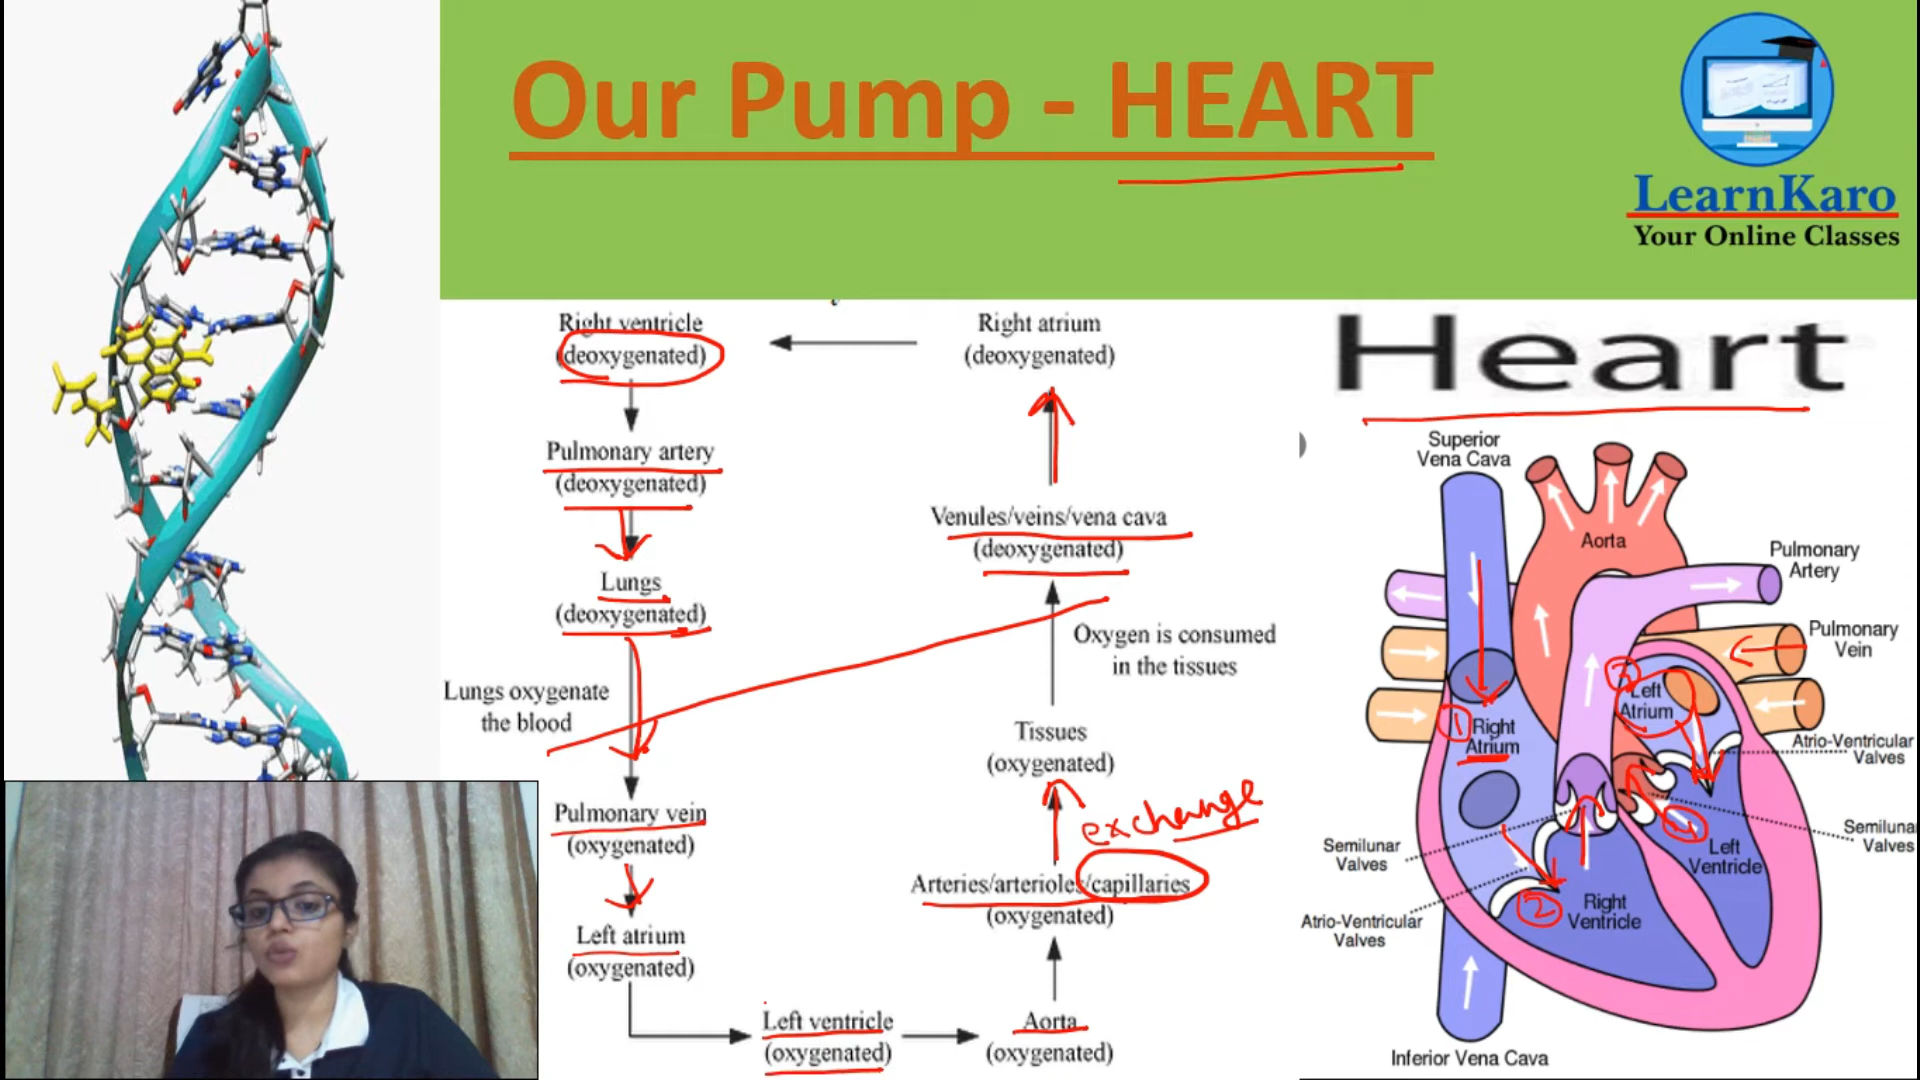 Our Pump - HEART
LearnKaro
Your Online Classes
Right ventricle
(deoxygenated)
Right atrium
(deoxygenated)
Pulmonary artery
(deoxygenated)
Lungs
(deoxygenated)
Lungs oxygenate
the blood
Pulmonary vein
(oxygenated)
Left atrium
(oxygenated)
Left ventricle
(oxygenated)
Aorta
(oxygenated)
Arteries/arterioles/capillaries
(oxygenated)
exchange
Tissues
(oxygenated)
Oxygen is consumed
in the tissues
Venules/veins/vena cava
(deoxygenated)
Heart
Superior
Vena Cava
Aorta
Pulmonary
Artery
Pulmonary
Vein
3
Left
Atrium
1
Right
Atrium
Atrio-Ventricular
Valves
Semiluna
Valves
Left
Ventricle
Semilunar
Valves
2
Right
Ventricle
Atrio-Ventricular
Valves
Inferior Vena Cava